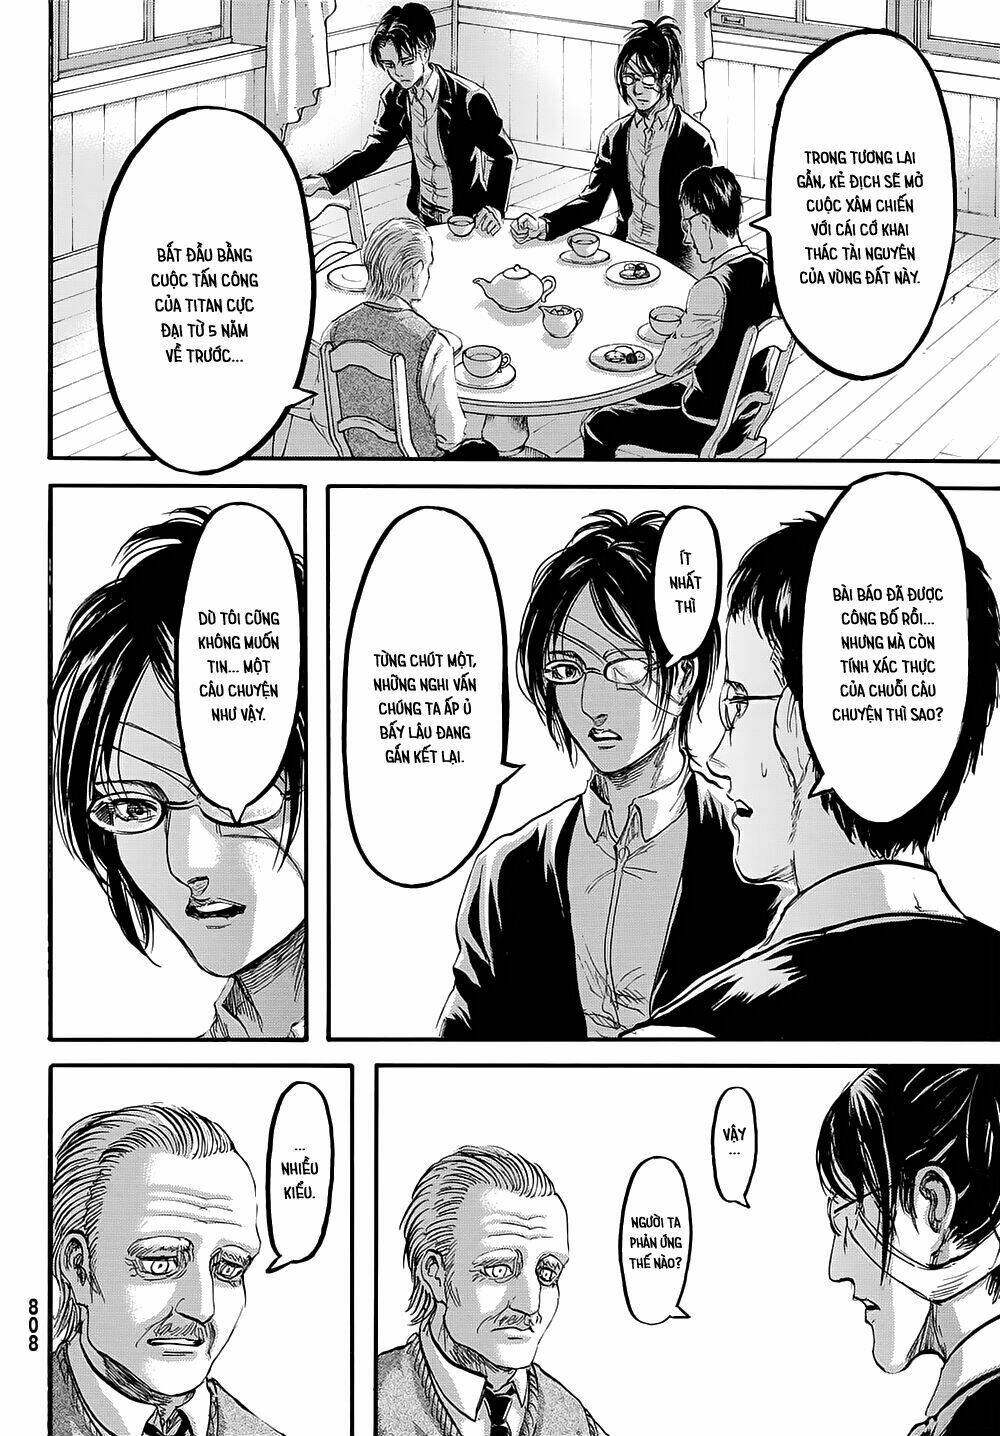 TRONG TƯƠNG LAI
GẦN, KẺ ĐỊCH SẼ MỞ
CUỘC XÂM CHIẾN
VỚI CÁI CỚ KHAI
THÁC TÀI NGUYÊN
CỦA VÙNG ĐẤT NÀY.
BẮT ĐẦU BẰNG
CUỘC TẤN CÔNG
CỦA TITAN CỰC
ĐẠI TỪ 5 NĂM
VỀ TRƯỚC...
BÀI BÁO ĐÃ ĐƯỢC
CÔNG BỐ RỒI...
NHƯNG MÀ CÒN
TÍNH XÁC THỰC
CỦA CHUỖI CÂU
CHUYỆN THÌ SAO?
ÍT
NHẤT
THÌ
TỪNG CHÚT MỘT,
NHỮNG NGHI VẤN
CHÚNG TA ẤP Ủ
BẤY LÂU ĐANG
GẮN KẾT LẠI.
DÙ TÔI CŨNG
KHÔNG MUỐN
TIN... MỘT
CÂU CHUYỆN
NHƯ VẬY.
VẬY
...
NGƯỜI TA
PHẢN ỨNG
THẾ NÀO?
...
NHIỀU
KIỂU.
808